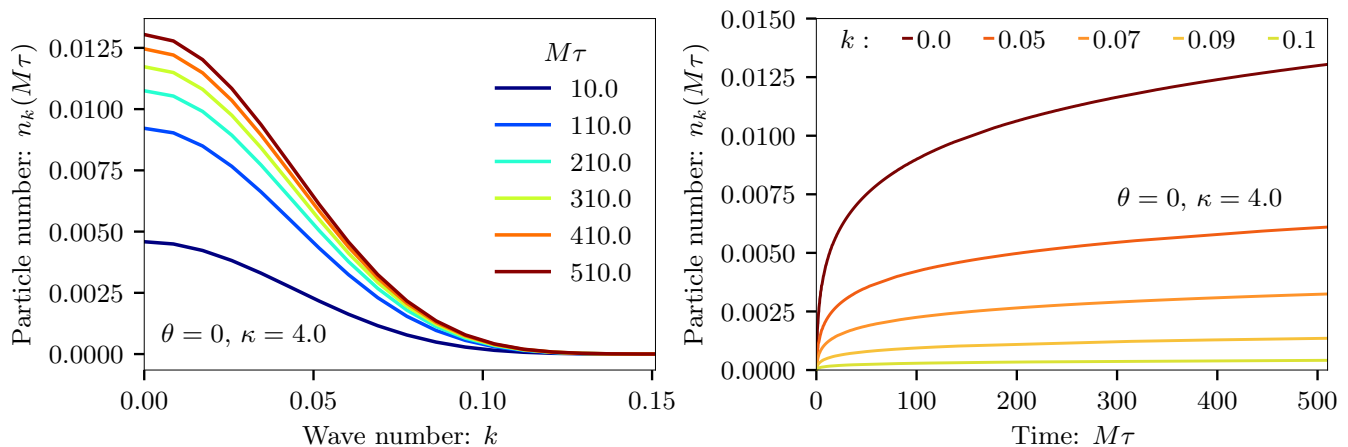 Particle number: n_k(Mτ)
0.0125
0.0100
0.0075
0.0050
0.0025
0.0000
Mτ
10.0
110.0
210.0
310.0
410.0
510.0
θ = 0, κ = 4.0
0.00 0.05 0.10 0.15
Wave number: k
Particle number: n_k(Mτ)
0.0150
0.0125
0.0100
0.0075
0.0050
0.0025
0.0000
k : 0.0 0.05 0.07 0.09 0.1
θ = 0, κ = 4.0
0 100 200 300 400 500
Time: Mτ